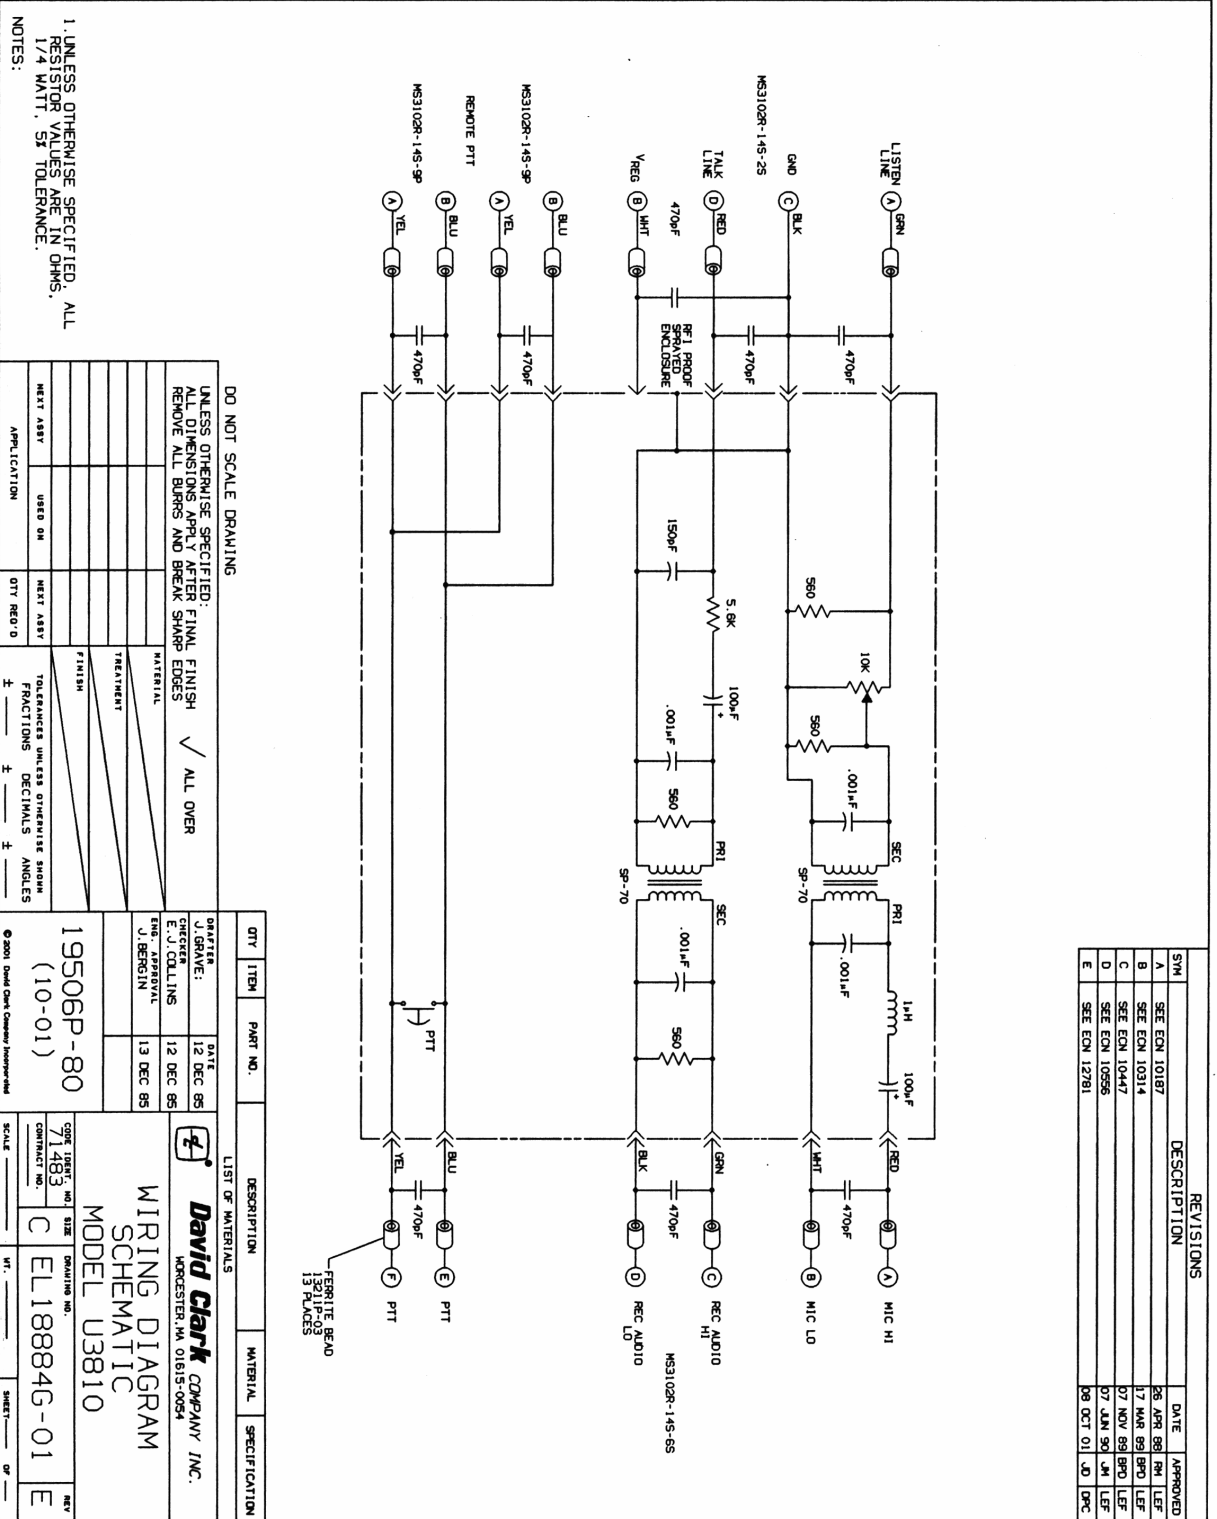 REVISIONS
SYM DESCRIPTION DATE APPROVED
A SEE ECN 10187 26 APR 88 RM LEF
B SEE ECN 10314 17 MAR 89 BPD LEF
C SEE ECN 10447 07 NOV 89 BPD LEF
D SEE ECN 10556 07 JUN 90 JM LEF
E SEE ECN 12781 08 OCT 01 JD DPC
LISTEN
LINE
A
GRN
GND
C
BLK
MS3102R-14S-2S
TALK
LINE
D
RED
470pF
VREG
B
WHT
470pF
470pF
RFI PROOF
SPRAYED
ENCLOSURE
560
10K
560
.001µF
SEC
SP-70
PRI
.001µF
1µH
100µF
+
RED
WHT
470pF
A
MIC HI
B
MIC LO
150pF
5.6K
100µF
+
.001µF
560
PRI
SP-70
SEC
.001µF
560
GRN
BLK
470pF
C
REC AUDIO
HI
D
REC AUDIO
LO
MS3102R-14S-6S
MS3102R-14S-9P
B
BLU
REMOTE PTT
A
YEL
470pF
MS3102R-14S-9P
B
BLU
A
YEL
470pF
PTT
BLU
YEL
470pF
E
PTT
F
PTT
FERRITE BEAD
13211P-03
13 PLACES
1. UNLESS OTHERWISE SPECIFIED, ALL
RESISTOR VALUES ARE IN OHMS,
1/4 WATT, 5% TOLERANCE.
NOTES:
DO NOT SCALE DRAWING
UNLESS OTHERWISE SPECIFIED:
ALL DIMENSIONS APPLY AFTER FINAL FINISH
REMOVE ALL BURRS AND BREAK SHARP EDGES
√ ALL OVER
MATERIAL
TREATMENT
FINISH
NEXT ASSY USED ON NEXT ASSY
APPLICATION QTY REQ'D
TOLERANCES UNLESS OTHERWISE SHOWN
FRACTIONS DECIMALS ANGLES
± ± ±
QTY ITEM PART NO. DESCRIPTION MATERIAL SPECIFICATION
LIST OF MATERIALS
DRAFTER DATE
J.GRAVE: 12 DEC 85
CHECKER
E.J.COLLINS 12 DEC 85
ENG. APPROVAL
J.BERGIN 13 DEC 85
19506P-80
(10-01)
© 2001 David Clark Company Incorporated
David Clark COMPANY INC.
WORCESTER,MA 01615-0054
WIRING DIAGRAM
SCHEMATIC
MODEL U3810
CODE IDENT. NO. SIZE DRAWING NO. REV
71483 C EL18884G-01 E
CONTRACT NO.
SCALE WT. SHEET OF